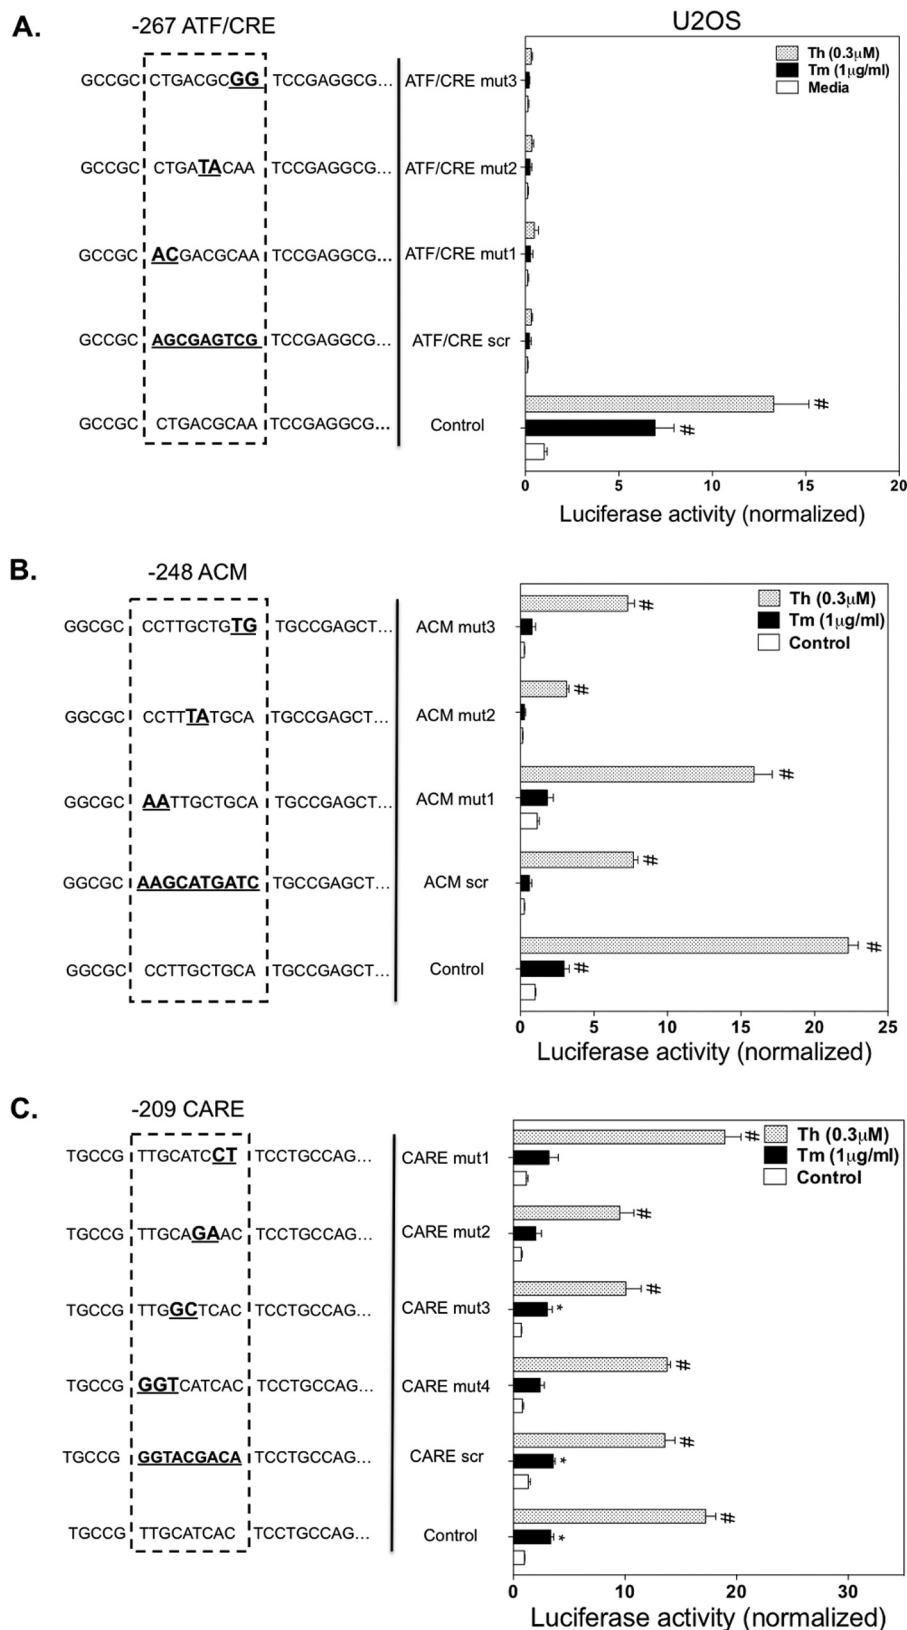 A.
-267 ATF/CRE
U2OS
Th (0.3μM)
Tm (1μg/ml)
Media
GCCGC CTGACGCGG TCCGAGGCG... ATF/CRE mut3
GCCGC CTGATACAA TCCGAGGCG... ATF/CRE mut2
GCCGC ACGACGCAA TCCGAGGCG... ATF/CRE mut1
GCCGC AGCGAGTCG TCCGAGGCG... ATF/CRE scr
GCCGC CTGACGCAA TCCGAGGCG... Control
#
#
0 5 10 15 20
Luciferase activity (normalized)
B.
-248 ACM
Th (0.3μM)
Tm (1μg/ml)
Control
GGCGC CCTTGCTGTG TGCCGAGCT... ACM mut3
#
GGCGC CCTTTATGCA TGCCGAGCT... ACM mut2
#
GGCGC AATTGCTGCA TGCCGAGCT... ACM mut1
#
GGCGC AAGCATGATC TGCCGAGCT... ACM scr
#
GGCGC CCTTGCTGCA TGCCGAGCT... Control
#
#
0 5 10 15 20 25
Luciferase activity (normalized)
C.
-209 CARE
Th (0.3μM)
Tm (1μg/ml)
Control
TGCCG TTGCATCCT TCCTGCCAG... CARE mut1
#
TGCCG TTGCAGAAC TCCTGCCAG... CARE mut2
#
TGCCG TTGGCTCAC TCCTGCCAG... CARE mut3
#
*
TGCCG GGTCATCAC TCCTGCCAG... CARE mut4
#
TGCCG GGTACGACA TCCTGCCAG... CARE scr
#
*
TGCCG TTGCATCAC TCCTGCCAG... Control
#
*
0 10 20 30
Luciferase activity (normalized)